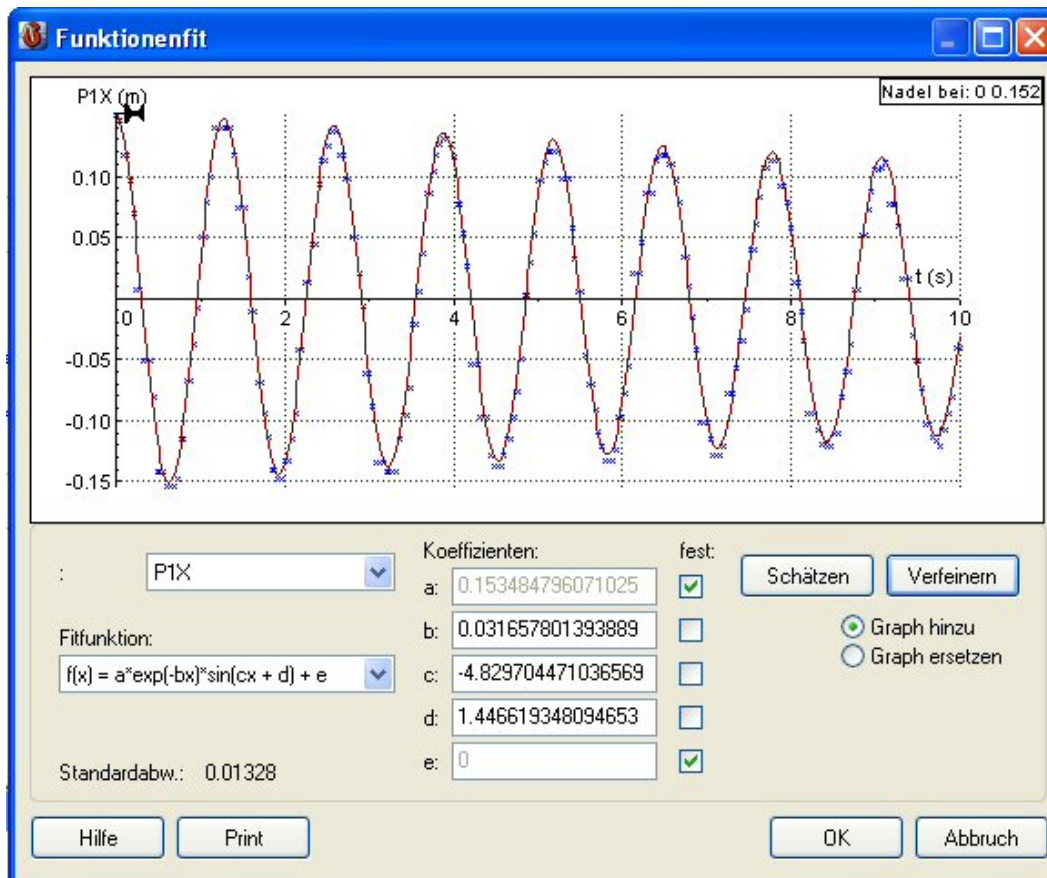 Funktionenfit
P1X (m)
Nadel bei: 0 0.152
0.10
0.05
t (s)
0 2 4 6 8 10
-0.05
-0.10
-0.15
: P1X
Fitfunktion:
f(x) = a*exp(-bx)*sin(cx + d) + e
Standardabw.: 0.01328
Koeffizienten: fest:
a: 0.153484796071025
b: 0.031657801393889
c: -4.829704471036569
d: 1.446619348094653
e: 0
Schätzen Verfeinern
Graph hinzu
Graph ersetzen
Hilfe Print OK Abbruch